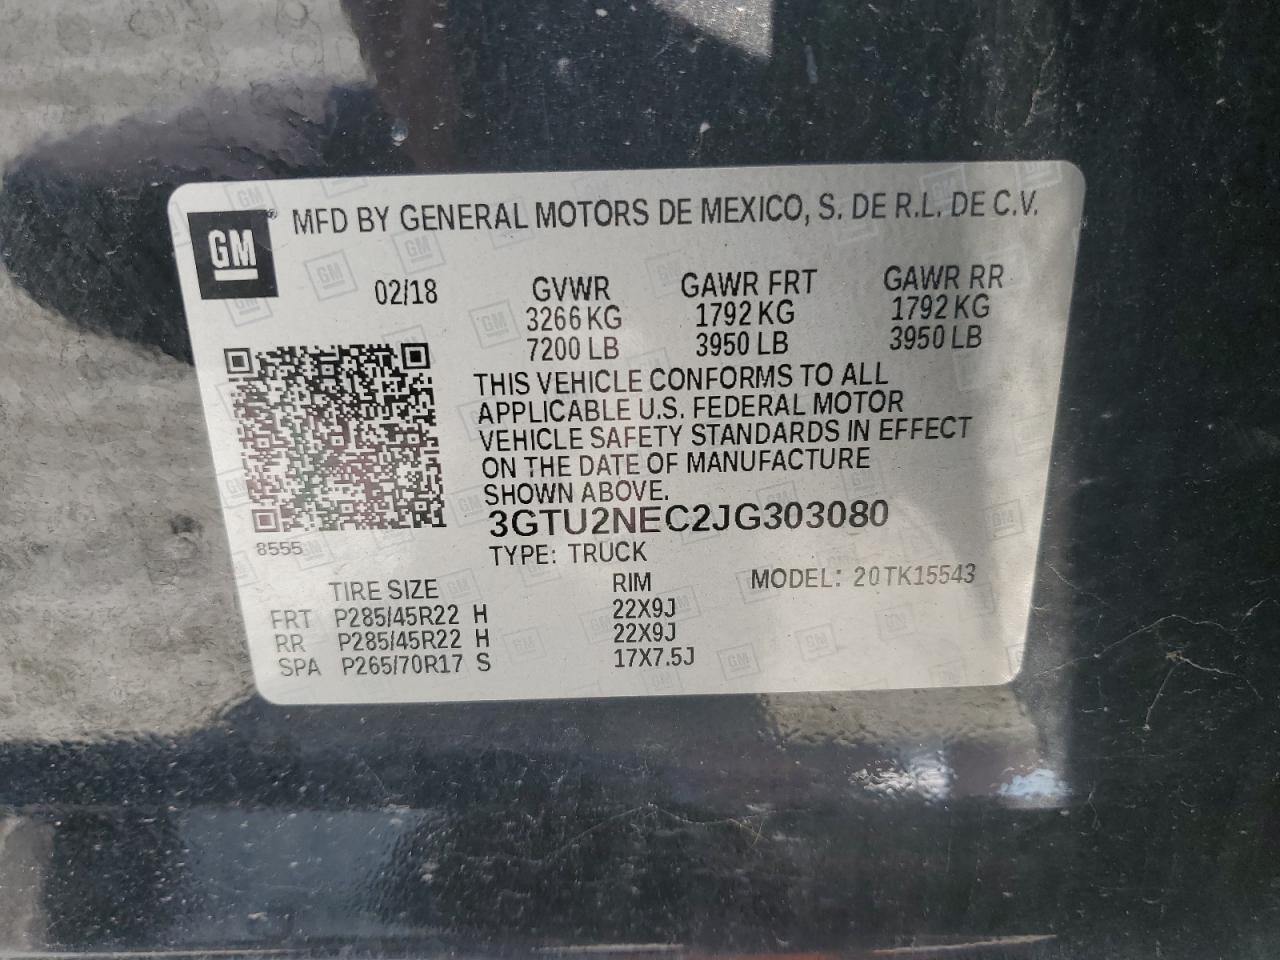 GM® MFD BY GENERAL MOTORS DE MEXICO, S. DE R.L. DE C.V.
02/18 GVWR GAWR FRT GAWR RR
3266 KG 1792 KG 1792 KG
7200 LB 3950 LB 3950 LB
THIS VEHICLE CONFORMS TO ALL
APPLICABLE U.S. FEDERAL MOTOR
VEHICLE SAFETY STANDARDS IN EFFECT
ON THE DATE OF MANUFACTURE
SHOWN ABOVE.
3GTU2NEC2JG303080
8555
TYPE: TRUCK
TIRE SIZE RIM MODEL: 20TK15543
FRT P285/45R22 H 22X9J
RR P285/45R22 H 22X9J
SPA P265/70R17 S 17X7.5J